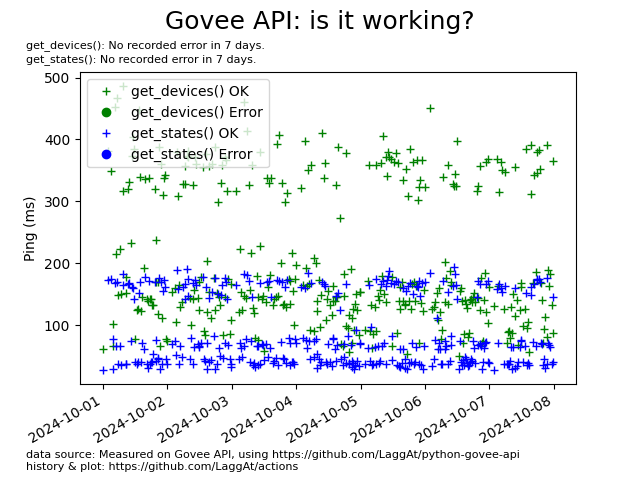 Govee API: is it working?
get_devices(): No recorded error in 7 days.
get_states(): No recorded error in 7 days.
get_devices() OK
get_devices() Error
get_states() OK
get_states() Error
Ping (ms)
500
400
300
200
100
2024-10-01
2024-10-02
2024-10-03
2024-10-04
2024-10-05
2024-10-06
2024-10-07
2024-10-08
data source: Measured on Govee API, using https://github.com/LaggAt/python-govee-api
history & plot: https://github.com/LaggAt/actions